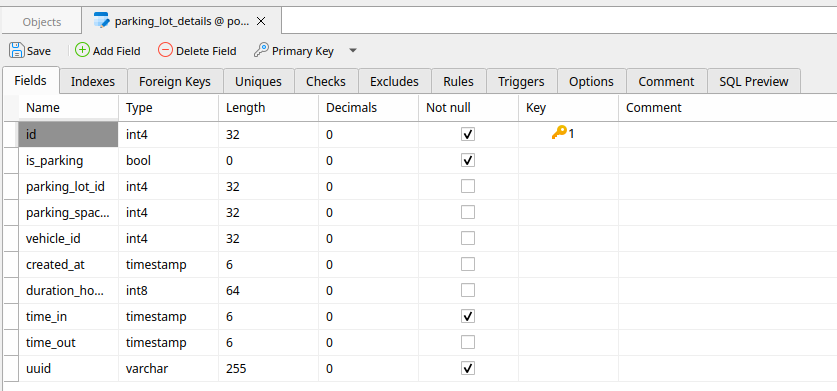 Objects parking_lot_details @ po...
Save Add Field Delete Field Primary Key
Fields Indexes Foreign Keys Uniques Checks Excludes Rules Triggers Options Comment SQL Preview
Name Type Length Decimals Not null Key Comment
id int4 32 0 1
is_parking bool 0 0
parking_lot_id int4 32 0
parking_spac... int4 32 0
vehicle_id int4 32 0
created_at timestamp 6 0
duration_ho... int8 64 0
time_in timestamp 6 0
time_out timestamp 6 0
uuid varchar 255 0